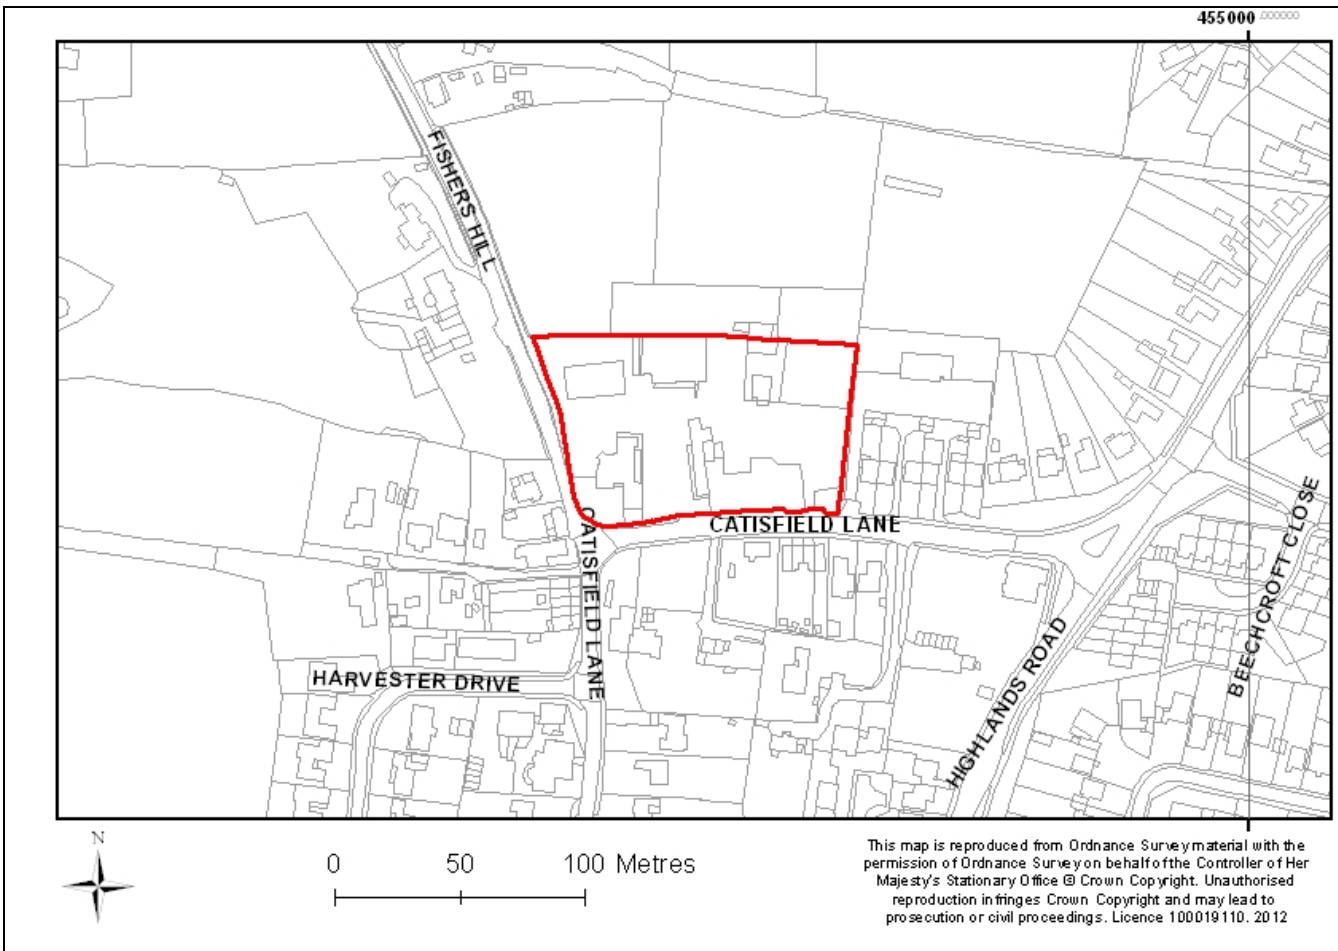 455000 .000000
FISHERS HILL
CATISFIELD LANE
CATISFIELD LANE
BEECHCROFT CLOSE
HIGHLANDS ROAD
HARVESTER DRIVE
N
0 50 100 Metres
This map is reproduced from Ordnance Survey material with the
permission of Ordnance Survey on behalf of the Controller of Her
Majesty's Stationary Office © Crown Copyright. Unauthorised
reproduction infringes Crown Copyright and may lead to
prosecution or civil proceedings. Licence 100019110. 2012